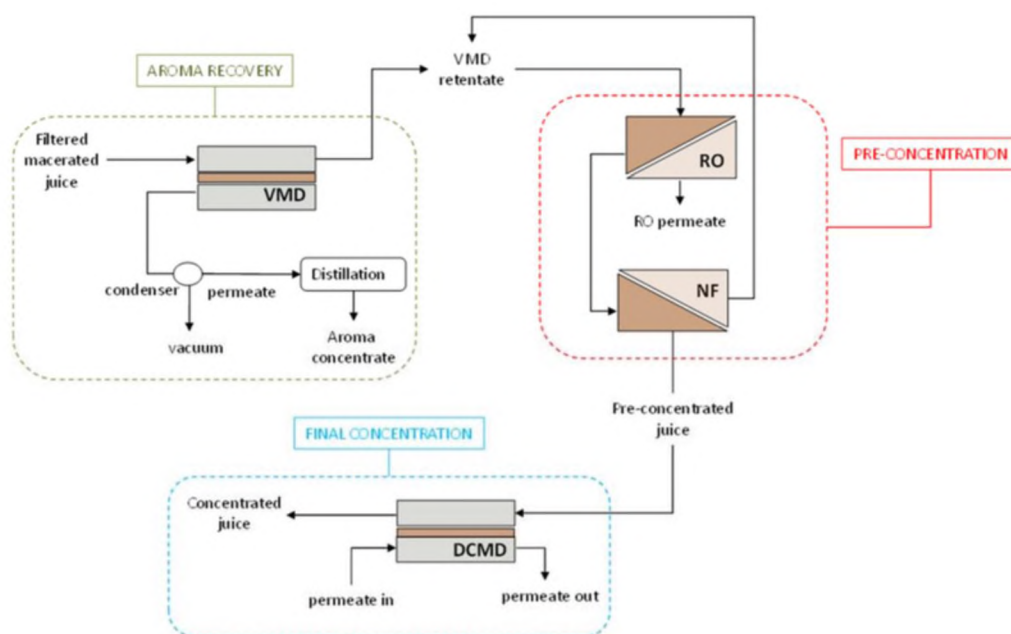 AROMA RECOVERY
Filtered
macerated
juice
VMD
condenser
permeate
vacuum
Distillation
Aroma
concentrate
VMD
retentate
PRE-CONCENTRATION
RO
RO permeate
NF
Pre-concentrated
juice
FINAL CONCENTRATION
Concentrated
juice
DCMD
permeate in
permeate out